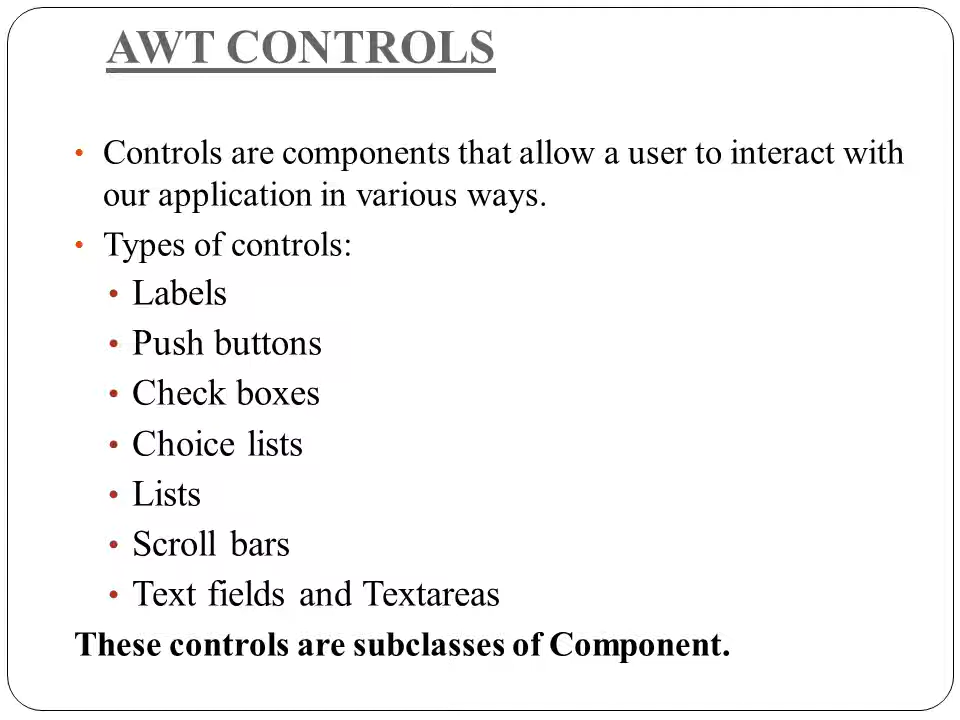 AWT CONTROLS
• Controls are components that allow a user to interact with
our application in various ways.
• Types of controls:
• Labels
• Push buttons
• Check boxes
• Choice lists
• Lists
• Scroll bars
• Text fields and Textareas
These controls are subclasses of Component.